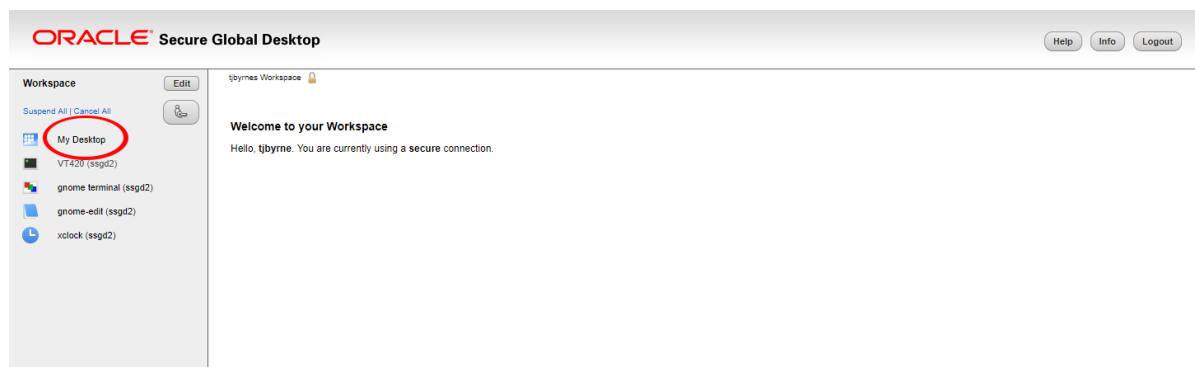 ORACLE® Secure Global Desktop
Help Info Logout
Workspace Edit
Suspend All | Cancel All
My Desktop
VT420 (ssgd2)
gnome terminal (ssgd2)
gnome-edit (ssgd2)
xclock (ssgd2)
tjbyrnes Workspace
Welcome to your Workspace
Hello, tjbyrne. You are currently using a secure connection.